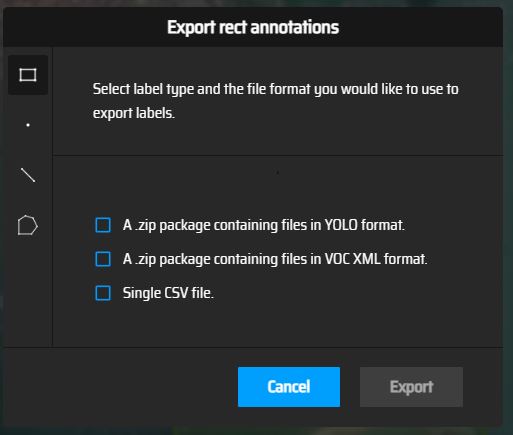 Export rect annotations
Select label type and the file format you would like to use to
export labels.
A .zip package containing files in YOLO format.
A .zip package containing files in VOC XML format.
Single CSV file.
Cancel
Export